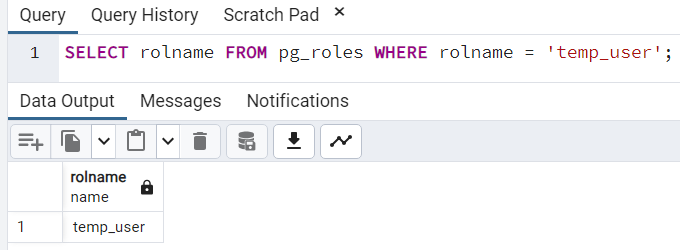 Query Query History Scratch Pad ×
1 SELECT rolname FROM pg_roles WHERE rolname = 'temp_user';
Data Output Messages Notifications
rolname
name
1 temp_user